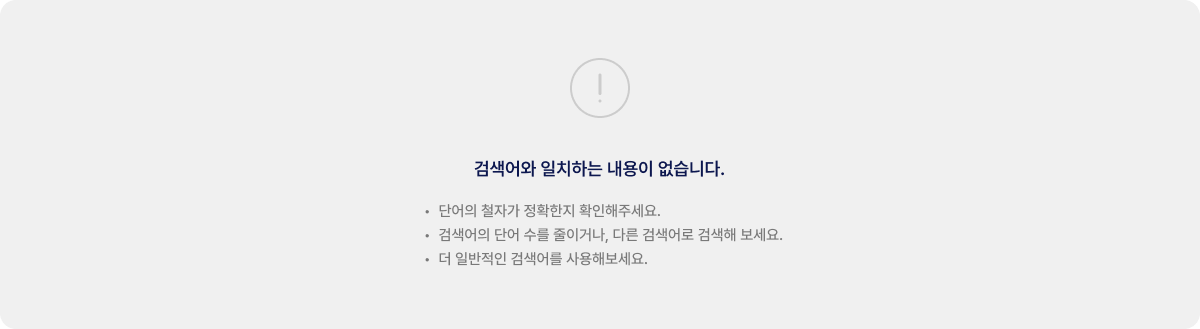 검색어와 일치하는 내용이 없습니다.
• 단어의 철자가 정확한지 확인해주세요.
• 검색어의 단어 수를 줄이거나, 다른 검색어로 검색해 보세요.
• 더 일반적인 검색어를 사용해보세요.